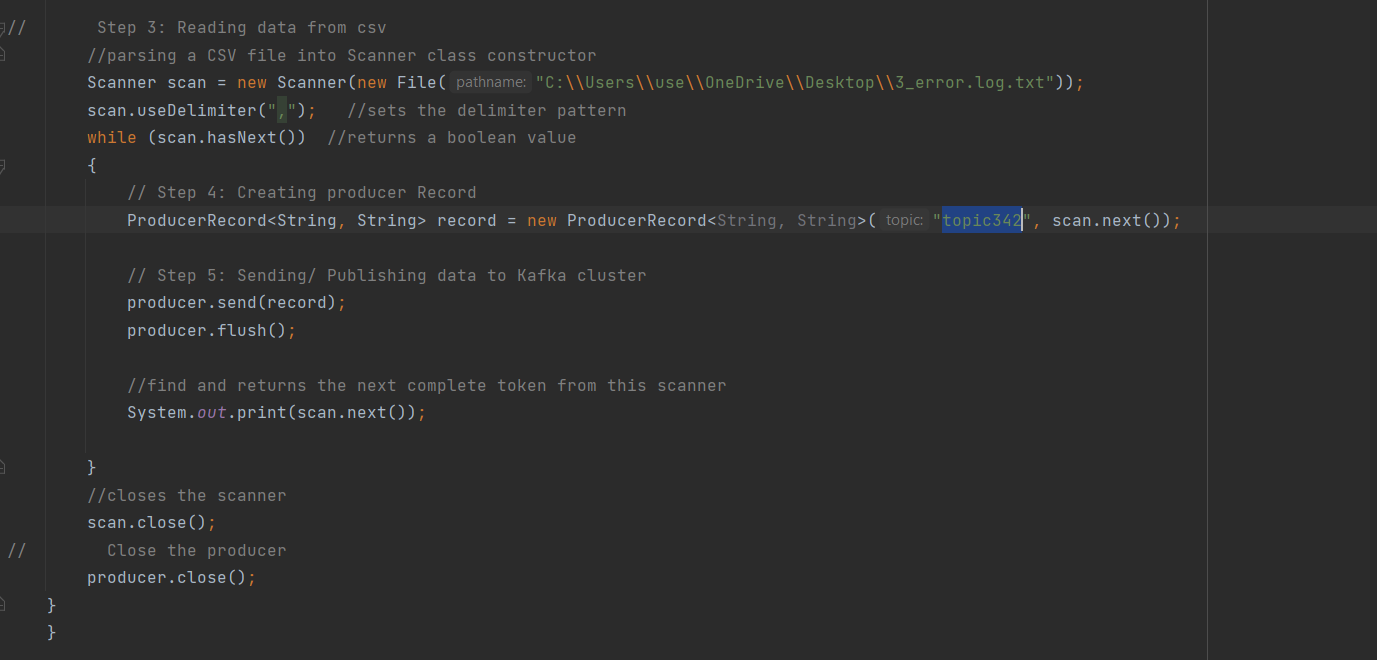 // Step 3: Reading data from csv
//parsing a CSV file into Scanner class constructor
Scanner scan = new Scanner(new File( pathname: "C:\\Users\\use\\OneDrive\\Desktop\\3_error.log.txt"));
scan.useDelimiter(","); //sets the delimiter pattern
while (scan.hasNext()) //returns a boolean value
{
// Step 4: Creating producer Record
ProducerRecord<String, String> record = new ProducerRecord<String, String>( topic: "topic342", scan.next());
// Step 5: Sending/ Publishing data to Kafka cluster
producer.send(record);
producer.flush();
//find and returns the next complete token from this scanner
System.out.print(scan.next());
}
//closes the scanner
scan.close();
// Close the producer
producer.close();
}
}